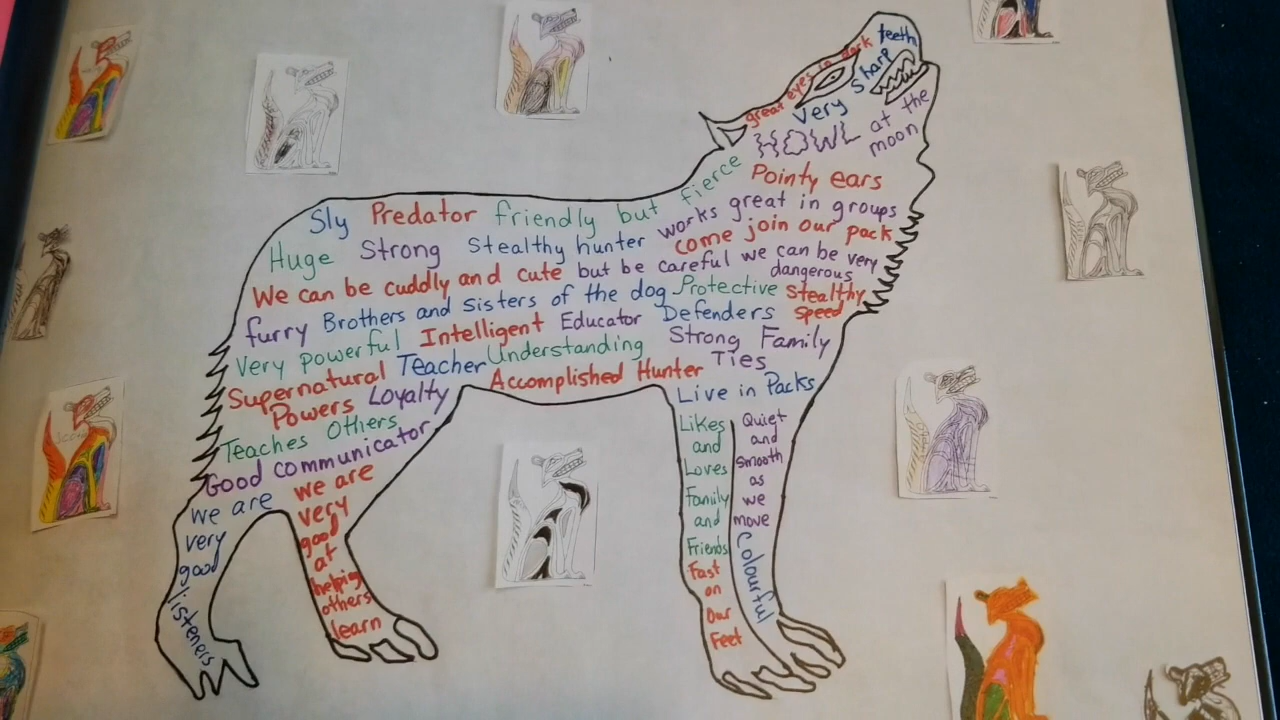 great eyes in dark
teeth
Very Sharp
HOWL at the
moon
Pointy ears
Sly Predator friendly but fierce
works great in groups
Huge Strong Stealthy hunter
come join our pack
We can be cuddly and cute but be careful we can be very
dangerous
furry Brothers and sisters of the dog Protective Stealthy
speed
Very powerful Intelligent Educator Defenders
Strong Family
Ties
Supernatural Teacher Understanding
Powers Loyalty
Accomplished Hunter
Live in Packs
Teaches Others
Good communicator
we are
very
good
listeners
we are
very
good
at
helping
others
learn
Likes
and
Loves
Family
and
Friends
Fast
on
Our
Feet
Quiet
and
Smooth
as
we
move
Colourful